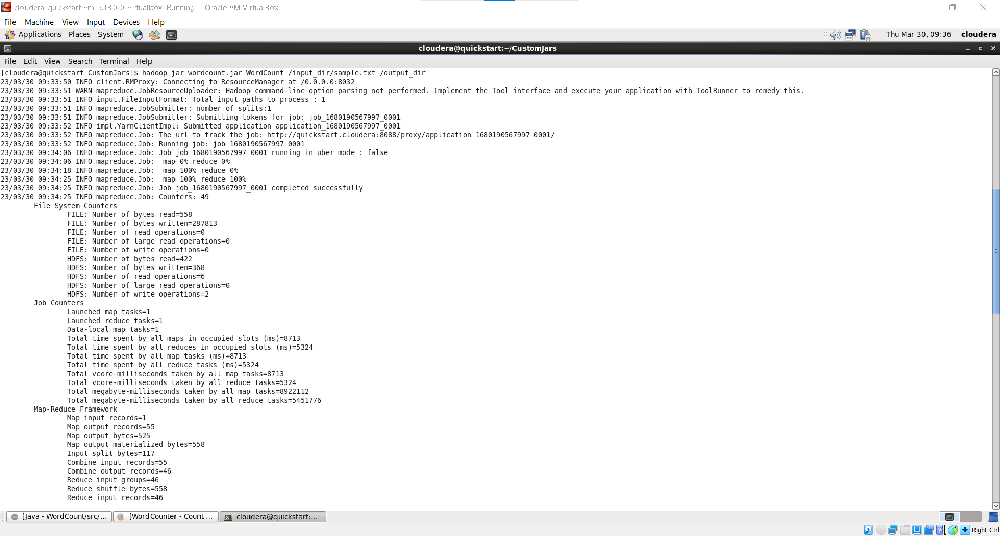 cloudera-quickstart-vm-5.13.0-0-virtualbox [Running] - Oracle VM VirtualBox
File Machine View Input Devices Help
Applications Places System Thu Mar 30, 09:36 cloudera
cloudera@quickstart:~/CustomJars
File Edit View Search Terminal Help
[cloudera@quickstart CustomJars]$ hadoop jar wordcount.jar WordCount /input_dir/sample.txt /output_dir
23/03/30 09:33:50 INFO client.RMProxy: Connecting to ResourceManager at /0.0.0.0:8032
23/03/30 09:33:51 WARN mapreduce.JobResourceUploader: Hadoop command-line option parsing not performed. Implement the Tool interface and execute your application with ToolRunner to remedy this.
23/03/30 09:33:51 INFO input.FileInputFormat: Total input paths to process : 1
23/03/30 09:33:51 INFO mapreduce.JobSubmitter: number of splits:1
23/03/30 09:33:51 INFO mapreduce.JobSubmitter: Submitting tokens for job: job_1680190567997_0001
23/03/30 09:33:52 INFO impl.YarnClientImpl: Submitted application application_1680190567997_0001
23/03/30 09:33:52 INFO mapreduce.Job: The url to track the job: http://quickstart.cloudera:8088/proxy/application_1680190567997_0001/
23/03/30 09:33:52 INFO mapreduce.Job: Running job: job_1680190567997_0001
23/03/30 09:34:06 INFO mapreduce.Job: Job job_1680190567997_0001 running in uber mode : false
23/03/30 09:34:06 INFO mapreduce.Job:  map 0% reduce 0%
23/03/30 09:34:18 INFO mapreduce.Job:  map 100% reduce 0%
23/03/30 09:34:25 INFO mapreduce.Job:  map 100% reduce 100%
23/03/30 09:34:25 INFO mapreduce.Job: Job job_1680190567997_0001 completed successfully
23/03/30 09:34:25 INFO mapreduce.Job: Counters: 49
File System Counters
FILE: Number of bytes read=558
FILE: Number of bytes written=287813
FILE: Number of read operations=0
FILE: Number of large read operations=0
FILE: Number of write operations=0
HDFS: Number of bytes read=422
HDFS: Number of bytes written=368
HDFS: Number of read operations=6
HDFS: Number of large read operations=0
HDFS: Number of write operations=2
Job Counters
Launched map tasks=1
Launched reduce tasks=1
Data-local map tasks=1
Total time spent by all maps in occupied slots (ms)=8713
Total time spent by all reduces in occupied slots (ms)=5324
Total time spent by all map tasks (ms)=8713
Total time spent by all reduce tasks (ms)=5324
Total vcore-milliseconds taken by all map tasks=8713
Total vcore-milliseconds taken by all reduce tasks=5324
Total megabyte-milliseconds taken by all map tasks=8922112
Total megabyte-milliseconds taken by all reduce tasks=5451776
Map-Reduce Framework
Map input records=1
Map output records=55
Map output bytes=525
Map output materialized bytes=558
Input split bytes=117
Combine input records=55
Combine output records=46
Reduce input groups=46
Reduce shuffle bytes=558
Reduce input records=46
[Java - WordCount/src/... [WordCounter - Count ... cloudera@quickstart:...
Right Ctrl